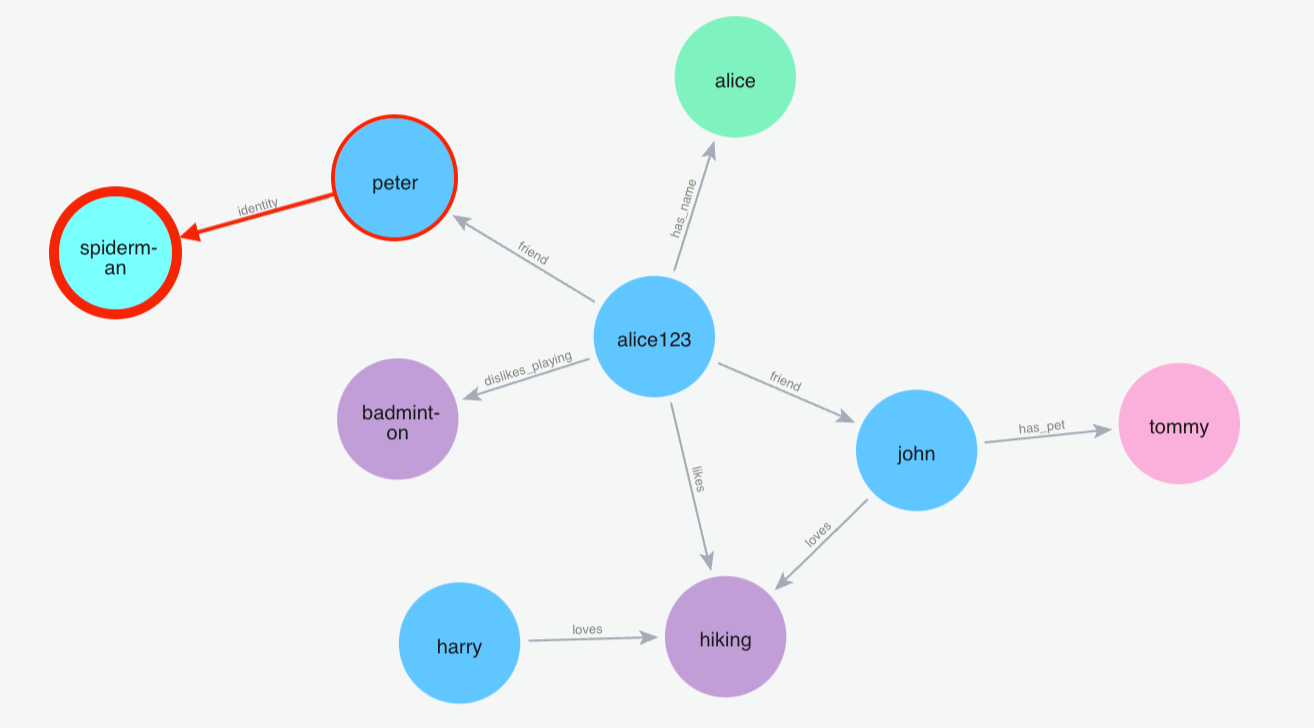 alice
peter
identity
has_name
spiderm-
an
friend
alice123
dislikes_playing
friend
badmint-
on
has_pet
tommy
john
likes
loves
loves
hiking
harry